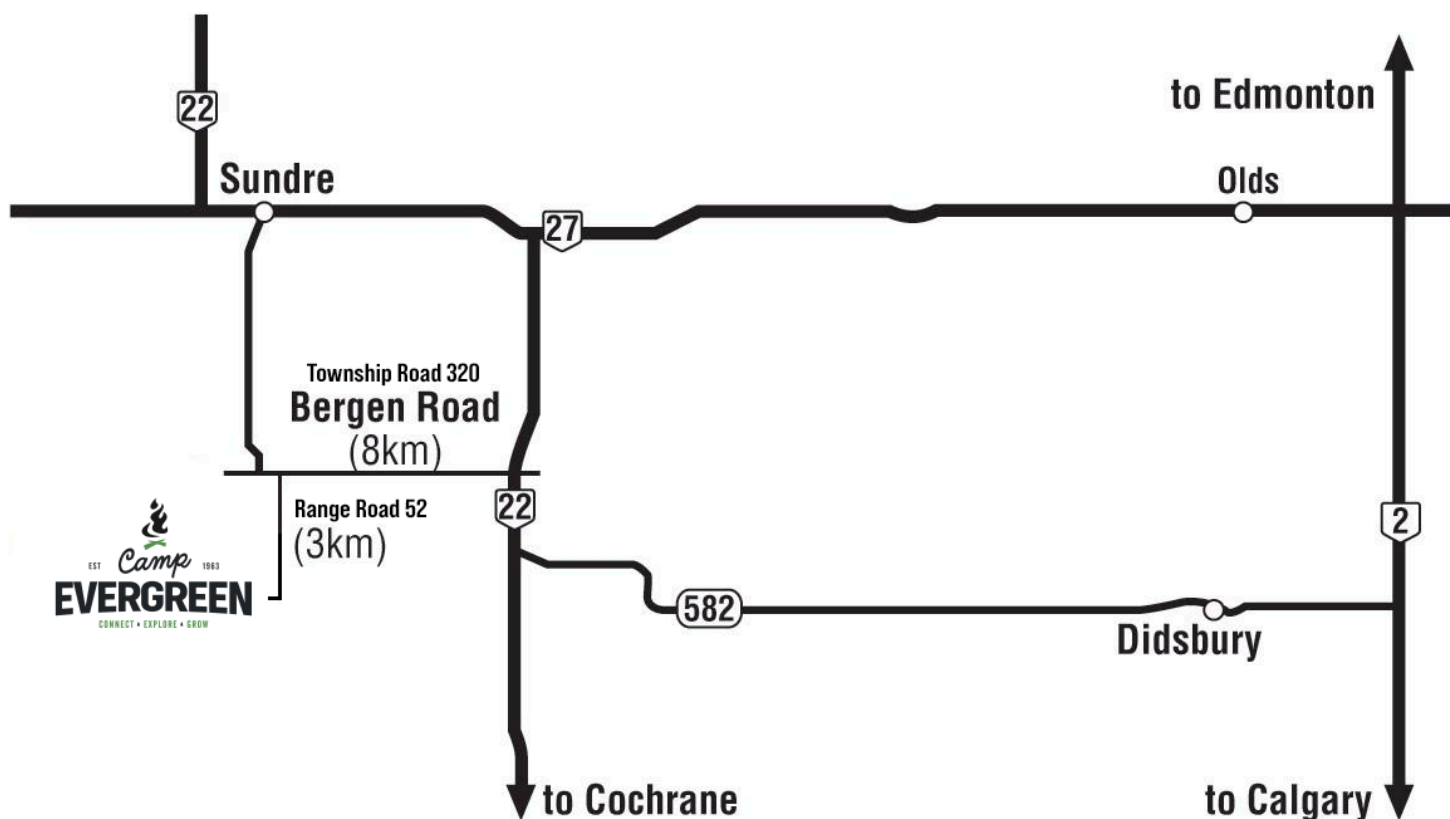 22
to Edmonton
Sundre
Olds
27
Township Road 320
Bergen Road
(8km)
Range Road 52
(3km)
22
2
EST Camp 1963
EVERGREEN
CONNECT • EXPLORE • GROW
582
Didsbury
to Cochrane
to Calgary